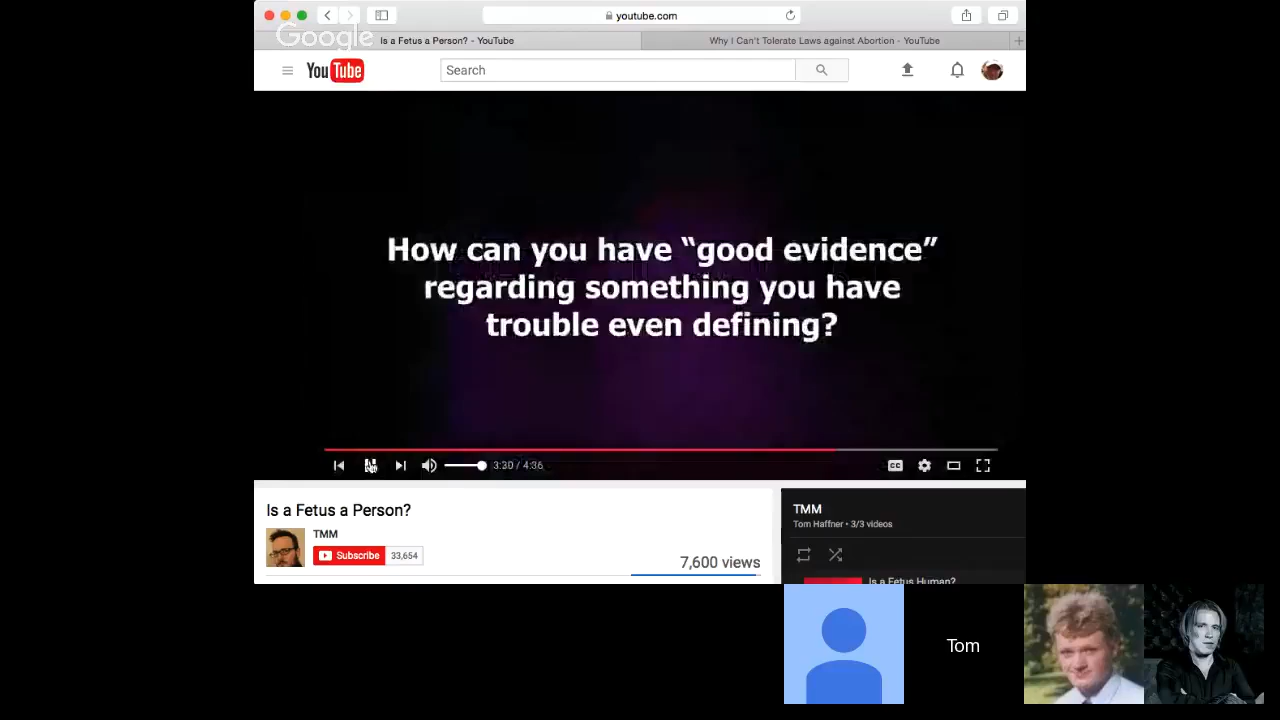 youtube.com
Google
Is a Fetus a Person? - YouTube
Why I Can't Tolerate Laws against Abortion - YouTube
YouTube
Search
How can you have “good evidence”
regarding something you have
trouble even defining?
3:30 / 4:36
CC
Is a Fetus a Person?
TMM
Subscribe 33,654
7,600 views
TMM
Tom Haffner • 3/3 videos
Is a Fetus Human?
Tom